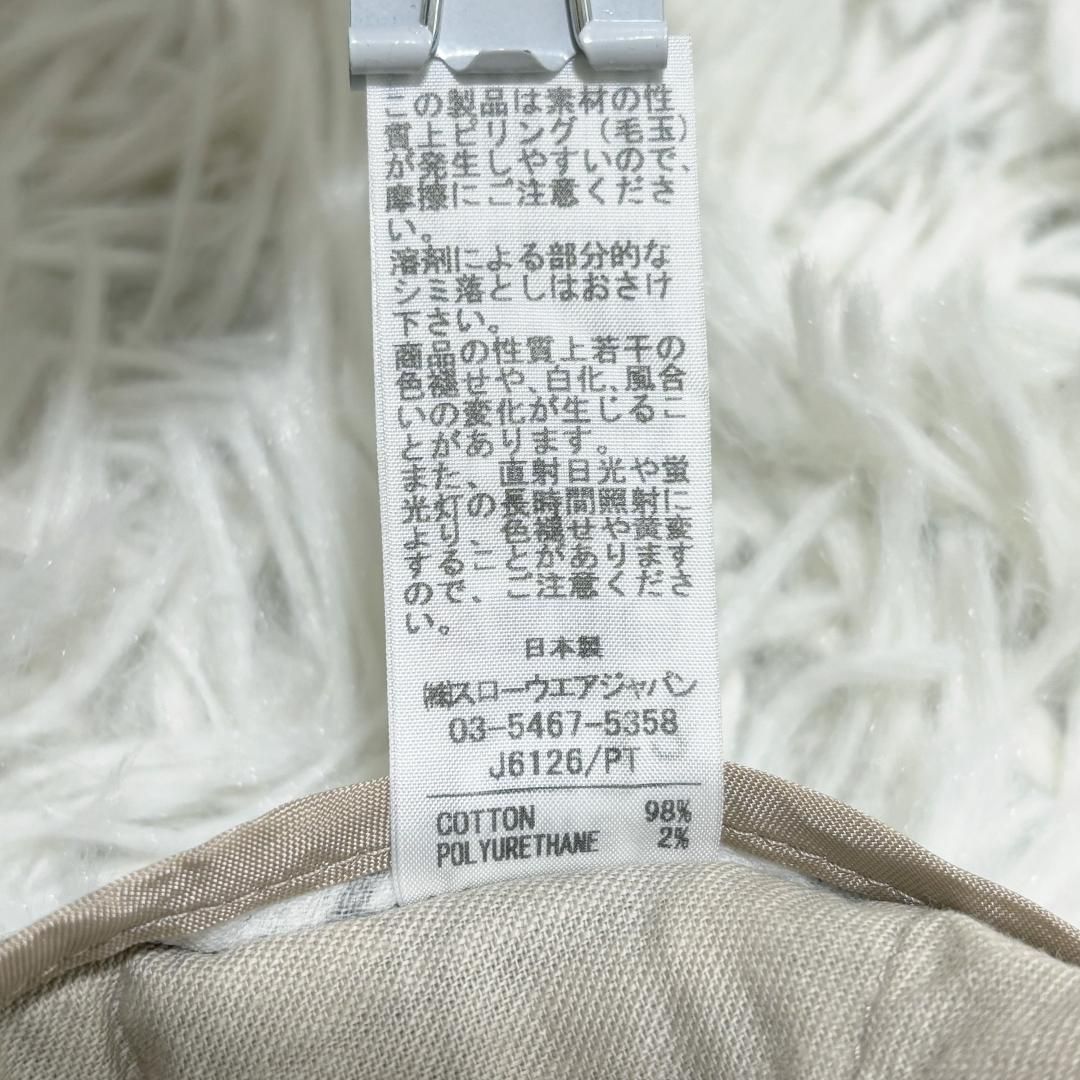 この製品は素材の性
質上ピリング（毛玉）
が発生しやすいので、
摩擦にご注意くださ
い。
溶剤による部分的な
シミ落としはおさけ
下さい。
商品の性質上若干の
色褪せや、白化、風合
いの変化が生じるこ
とがあります。
また、直射日光や蛍
光灯の長時間照射に
より、色褪せや黄変
するこ とがありま す
ので、ご注意くださ
い。
日本製
㈱スローウエアジャパン
03-5467-5358
J6126/PT
COTTON 98%
POLYURETHANE 2%